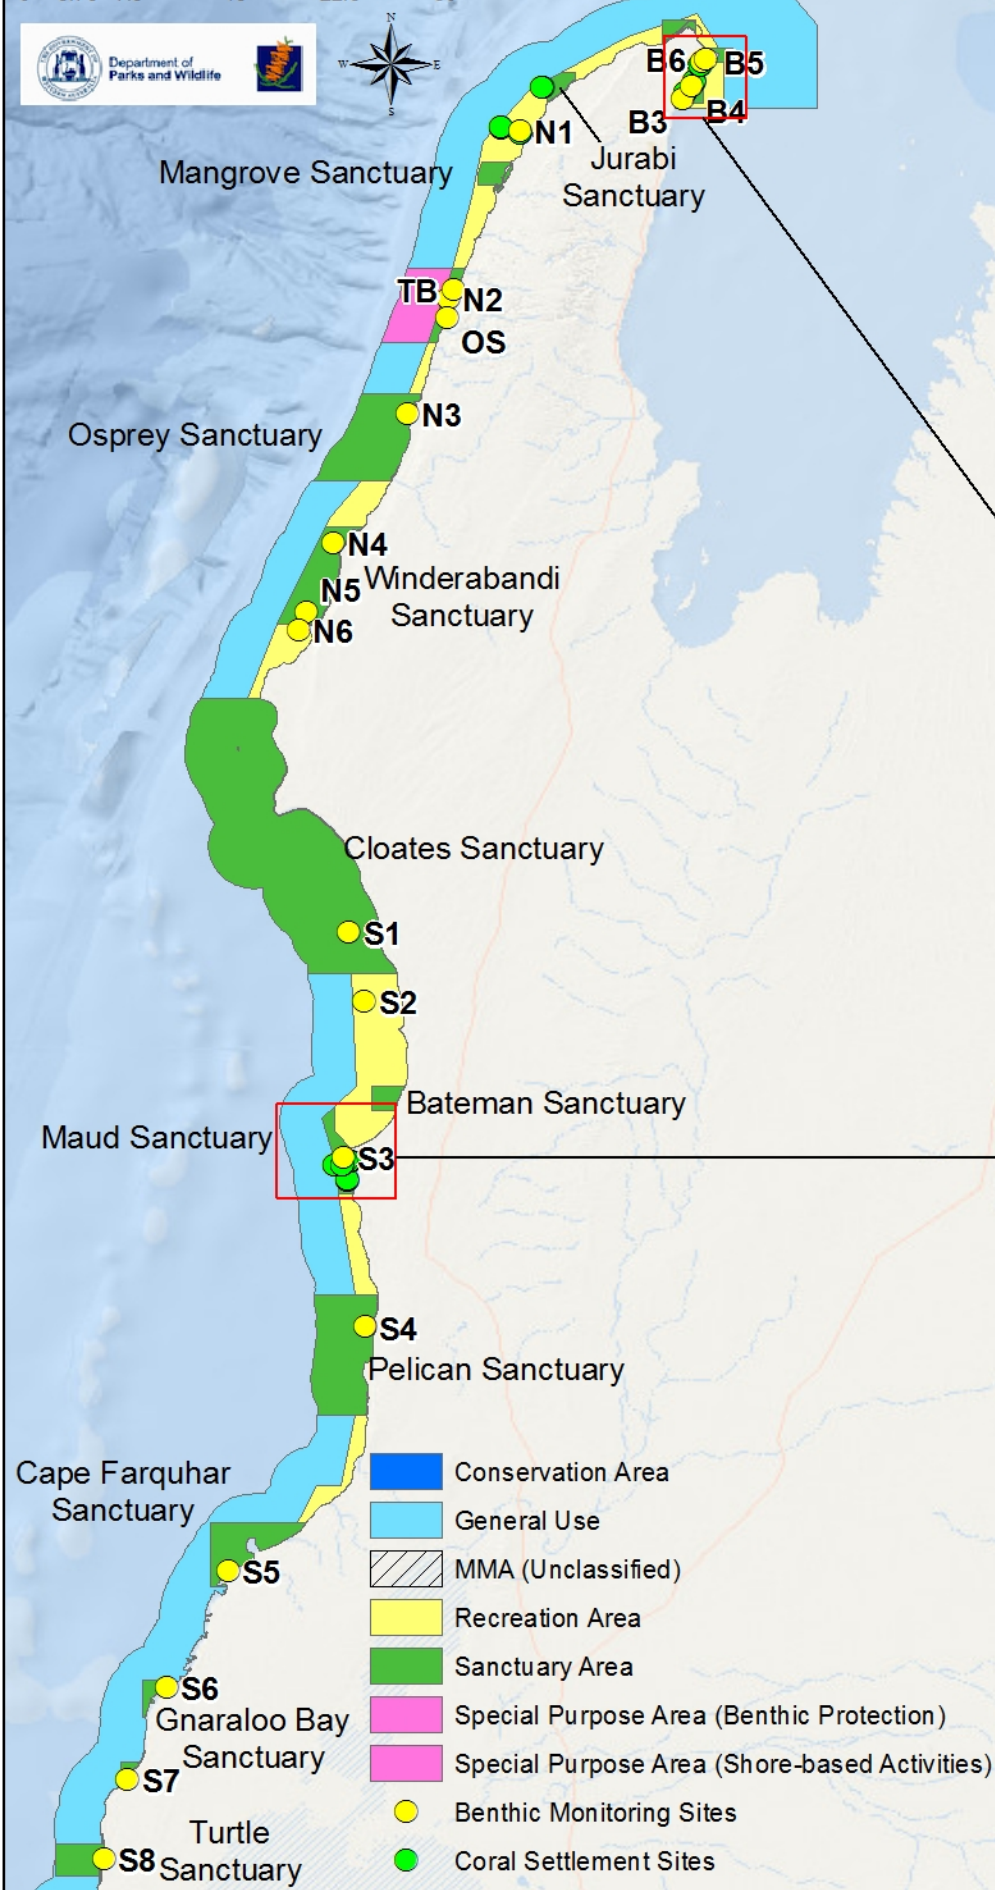 N
W
E
S
Department of
Parks and Wildlife
B6
B5
B3
B4
N1
Jurabi
Sanctuary
Mangrove Sanctuary
TB
N2
OS
N3
Osprey Sanctuary
N4
Winderabandi
Sanctuary
N5
N6
Cloates Sanctuary
S1
S2
Bateman Sanctuary
Maud Sanctuary
S3
S4
Pelican Sanctuary
Cape Farquhar
Sanctuary
S5
S6
Gnaraloo Bay
Sanctuary
S7
S8
Turtle
Sanctuary
Conservation Area
General Use
MMA (Unclassified)
Recreation Area
Sanctuary Area
Special Purpose Area (Benthic Protection)
Special Purpose Area (Shore-based Activities)
Benthic Monitoring Sites
Coral Settlement Sites